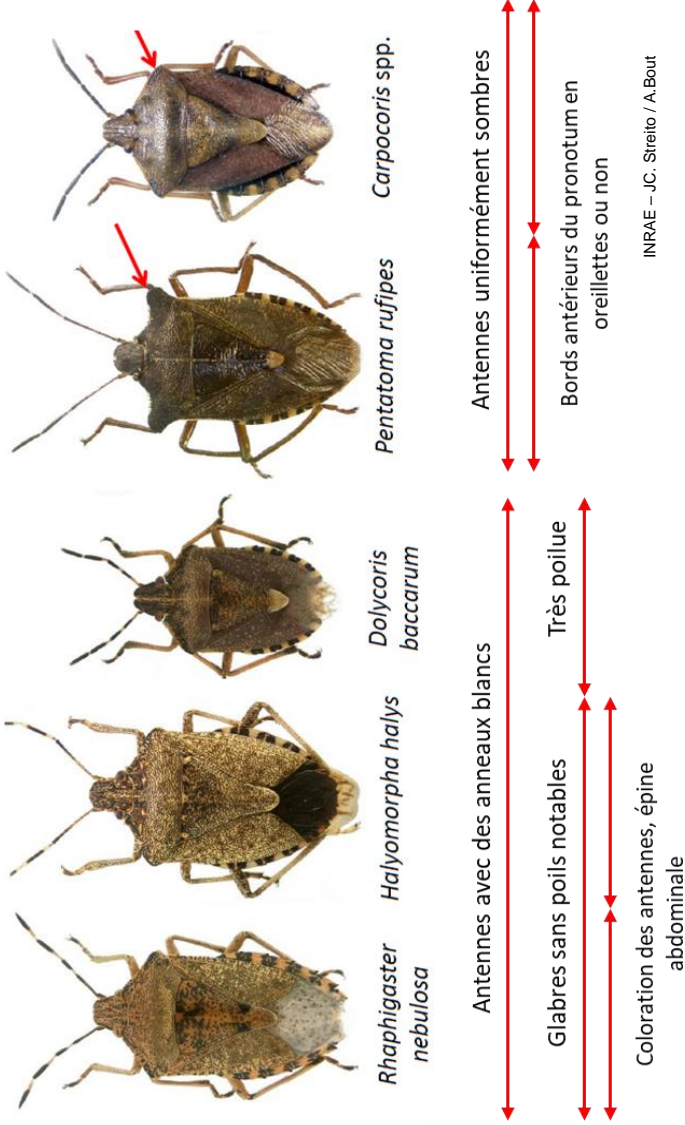 Rhaphigaster
nebulosa
Halyomorpha halys
Dolycoris
baccarum
Pentatoma rufipes
Carpocoris spp.
Antennes avec des anneaux blancs
Antennes uniformément sombres
Glabres sans poils notables
Très poilue
Bords antérieurs du pronotum en
oreillettes ou non
Coloration des antennes, épine
abdominale
INRAE – JC. Streito / A.Bout